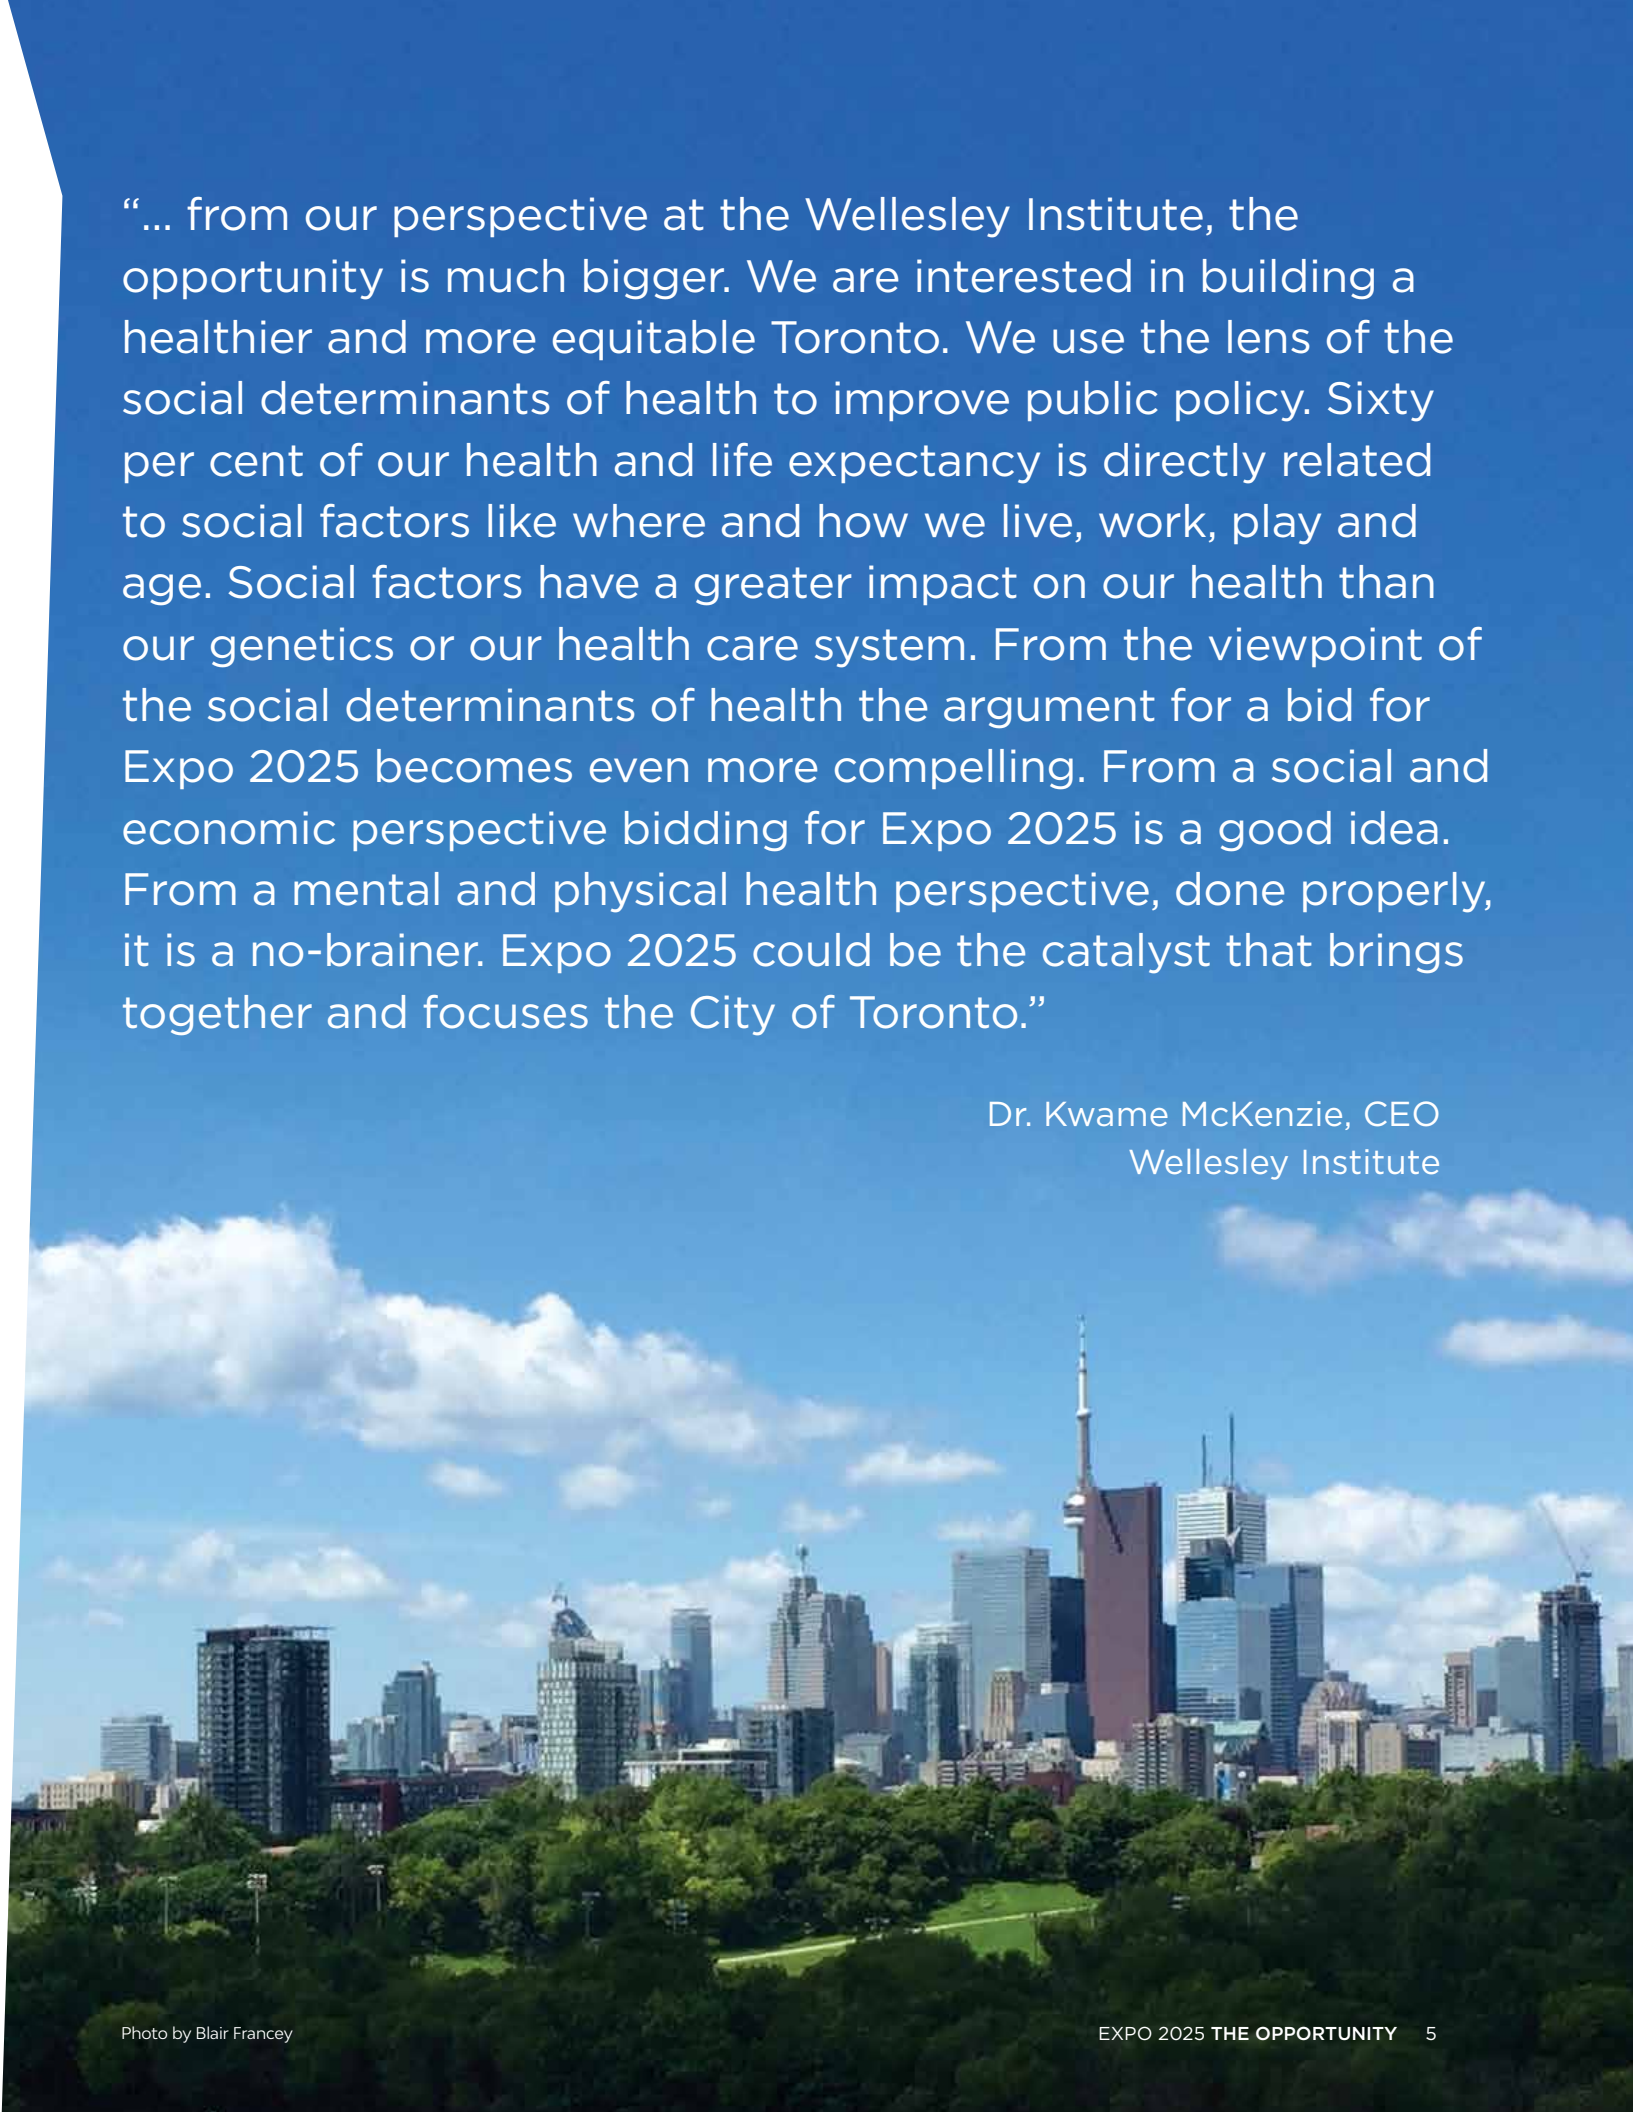 “... from our perspective at the Wellesley Institute, the
opportunity is much bigger. We are interested in building a
healthier and more equitable Toronto. We use the lens of the
social determinants of health to improve public policy. Sixty
per cent of our health and life expectancy is directly related
to social factors like where and how we live, work, play and
age. Social factors have a greater impact on our health than
our genetics or our health care system. From the viewpoint of
the social determinants of health the argument for a bid for
Expo 2025 becomes even more compelling. From a social and
economic perspective bidding for Expo 2025 is a good idea.
From a mental and physical health perspective, done properly,
it is a no-brainer. Expo 2025 could be the catalyst that brings
together and focuses the City of Toronto.”
Dr. Kwame McKenzie, CEO
Wellesley Institute
Photo by Blair Francey
EXPO 2025 THE OPPORTUNITY 5